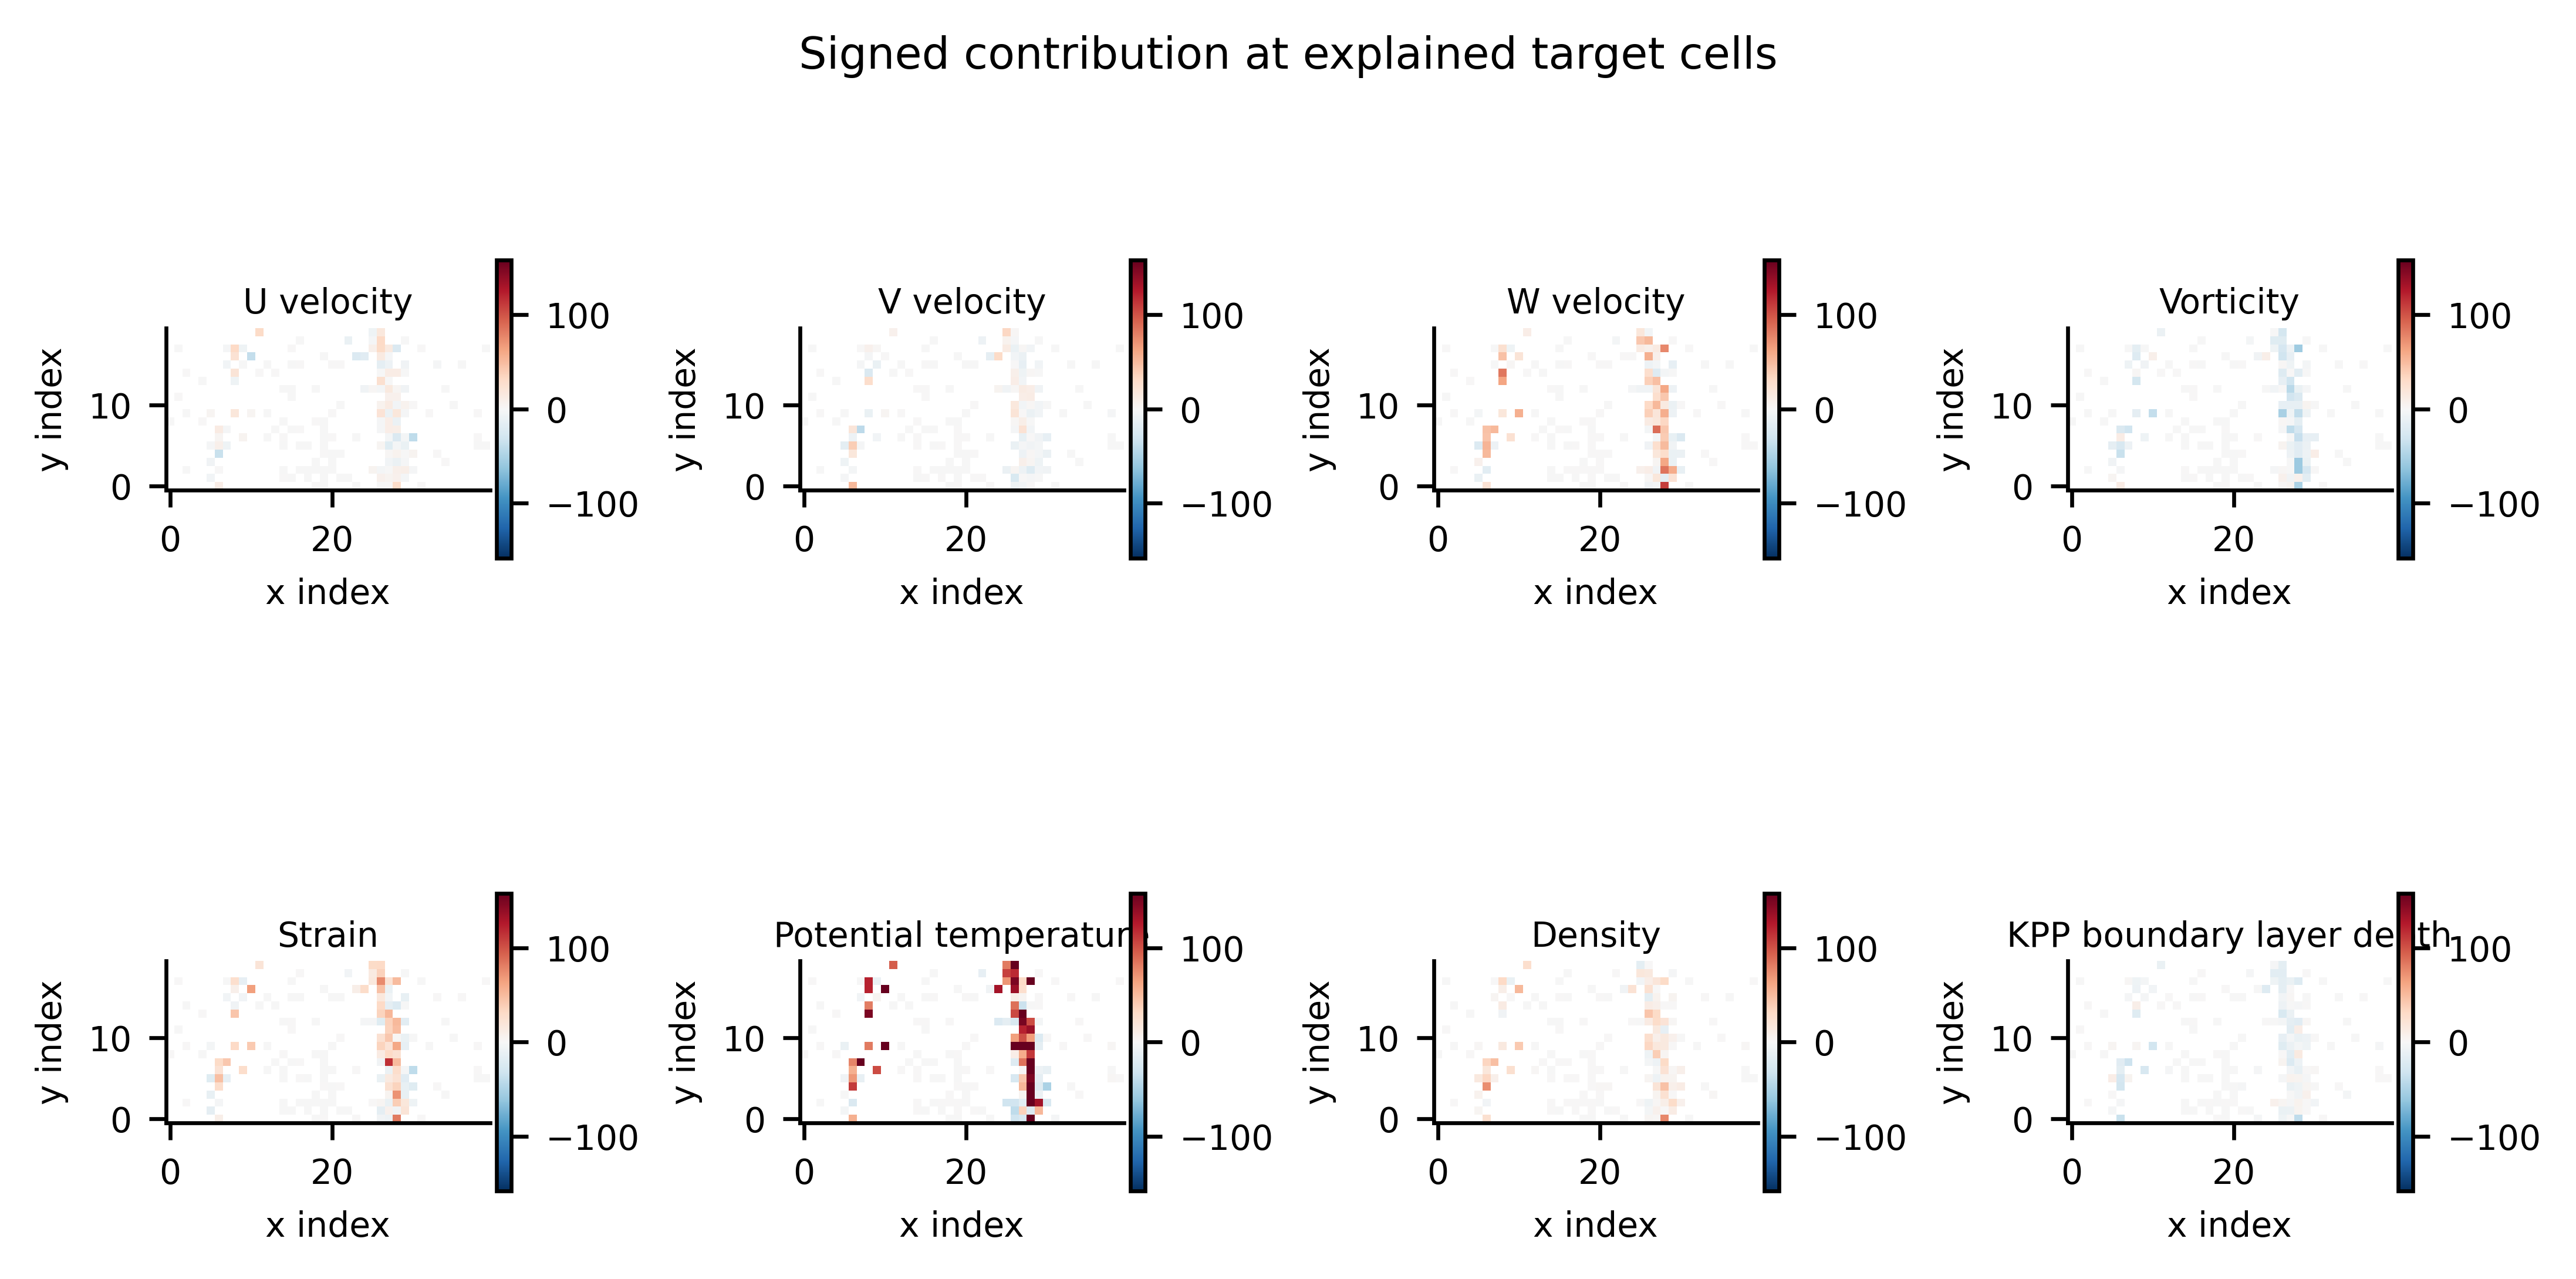 Signed contribution at explained target cells
U velocity
y index
10
0
0
20
x index
100
0
−100
V velocity
y index
10
0
0
20
x index
100
0
−100
W velocity
y index
10
0
0
20
x index
100
0
−100
Vorticity
y index
10
0
0
20
x index
100
0
−100
Strain
y index
10
0
0
20
x index
100
0
−100
Potential temperature
y index
10
0
0
20
x index
100
0
−100
Density
y index
10
0
0
20
x index
100
0
−100
KPP boundary layer depth
y index
10
0
0
20
x index
100
0
−100